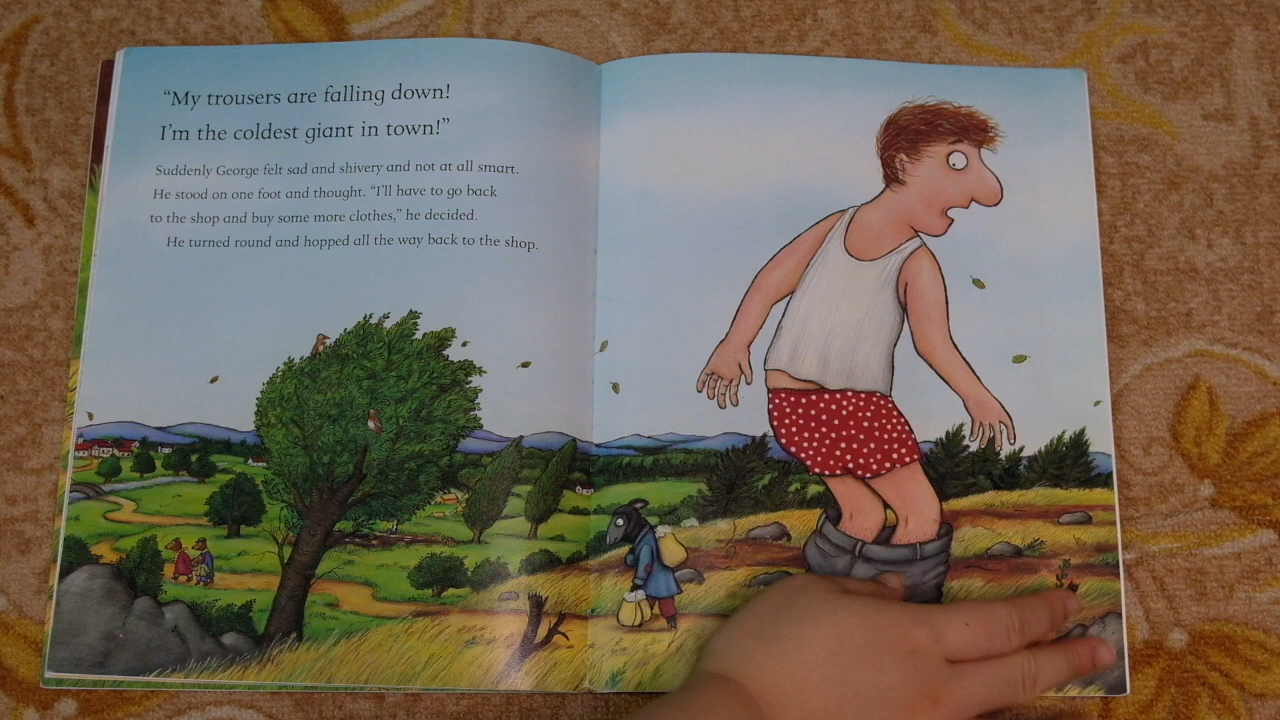 “My trousers are falling down!
I’m the coldest giant in town!”
Suddenly George felt sad and shivery and not at all smart.
He stood on one foot and thought. “I’ll have to go back
to the shop and buy some more clothes,” he decided.
He turned round and hopped all the way back to the shop.